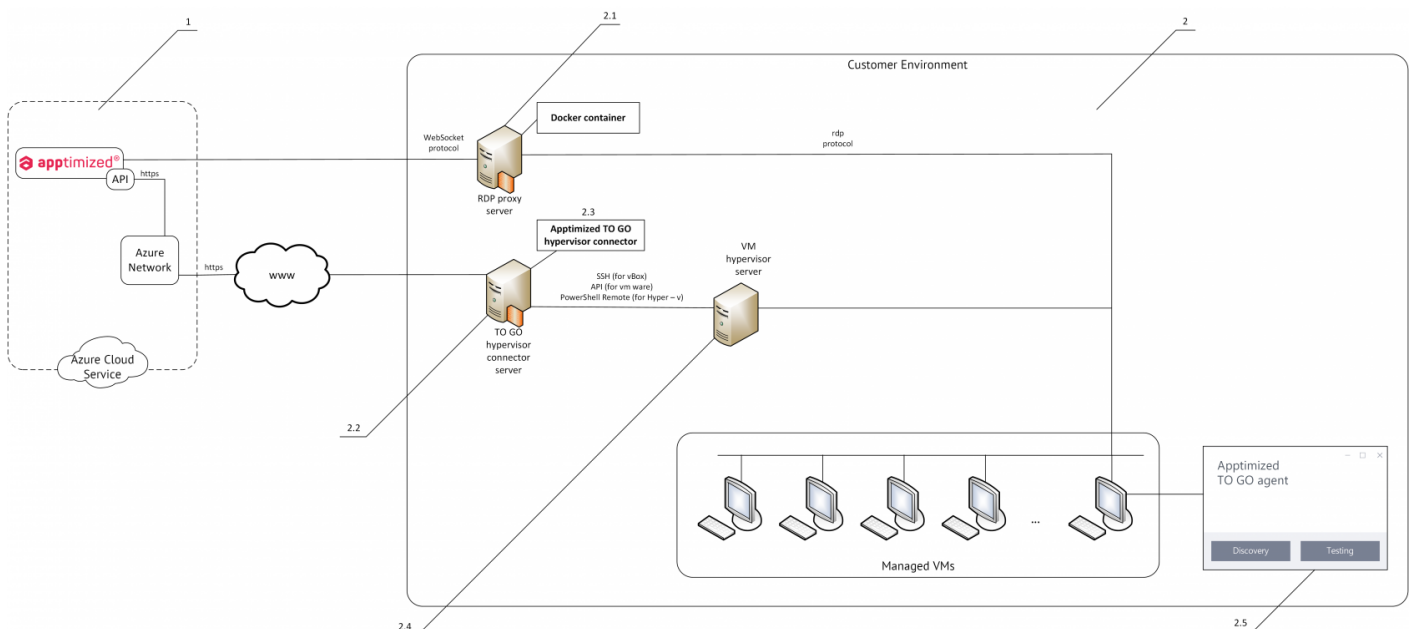 1
2.1
2
Customer Environment
Docker container
WebSocket
protocol
rdp
protocol
apptimized®
API
https
RDP proxy
server
2.3
Apptimized TO GO
hypervisor connector
VM
hypervisor
server
Azure
Network
https
www
SSH (for vBox)
API (for vm ware)
PowerShell Remote (for Hyper – v)
TO GO
hypervisor
connector
server
Azure Cloud
Service
2.2
Apptimized
TO GO agent
...
Discovery
Testing
Managed VMs
2.4
2.5